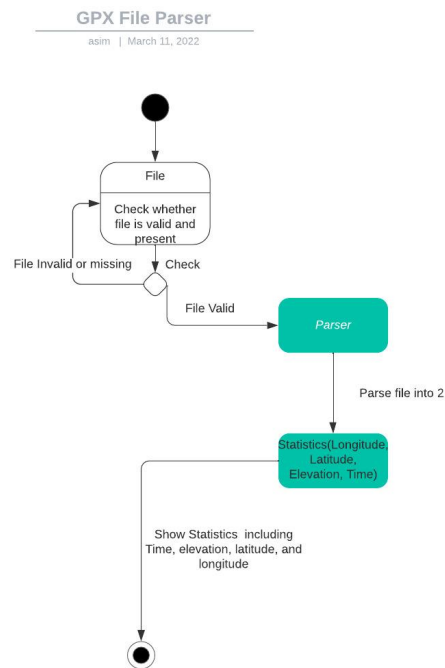 GPX File Parser
asim | March 11, 2022
File
Check whether
file is valid and
present
File Invalid or missing
Check
File Valid
Parser
Parse file into 2
Statistics(Longitude,
Latitude,
Elevation, Time)
Show Statistics including
Time, elevation, latitude, and
longitude